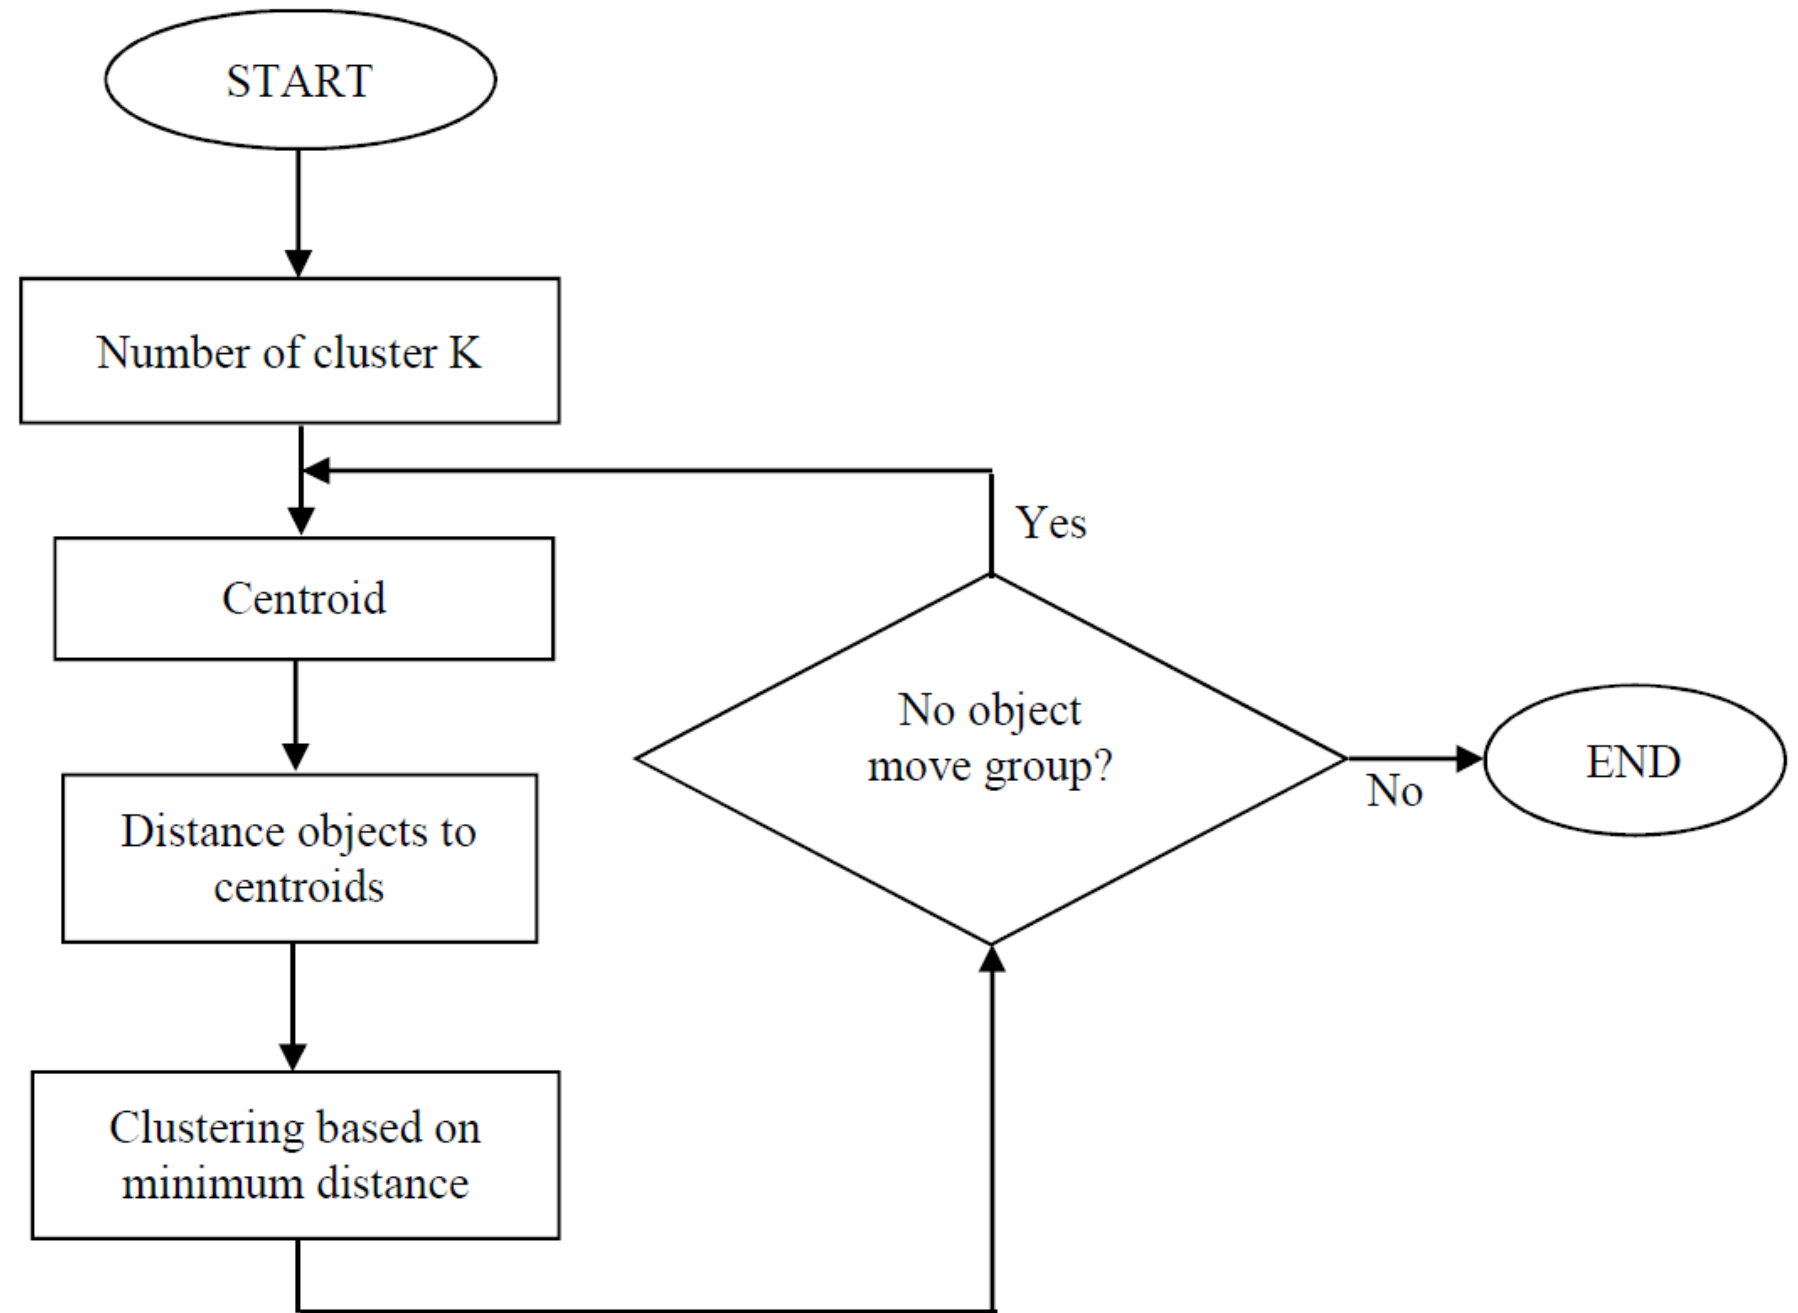 START
Number of cluster K
Centroid
Distance objects to
centroids
Clustering based on
minimum distance
No object
move group?
Yes
No
END